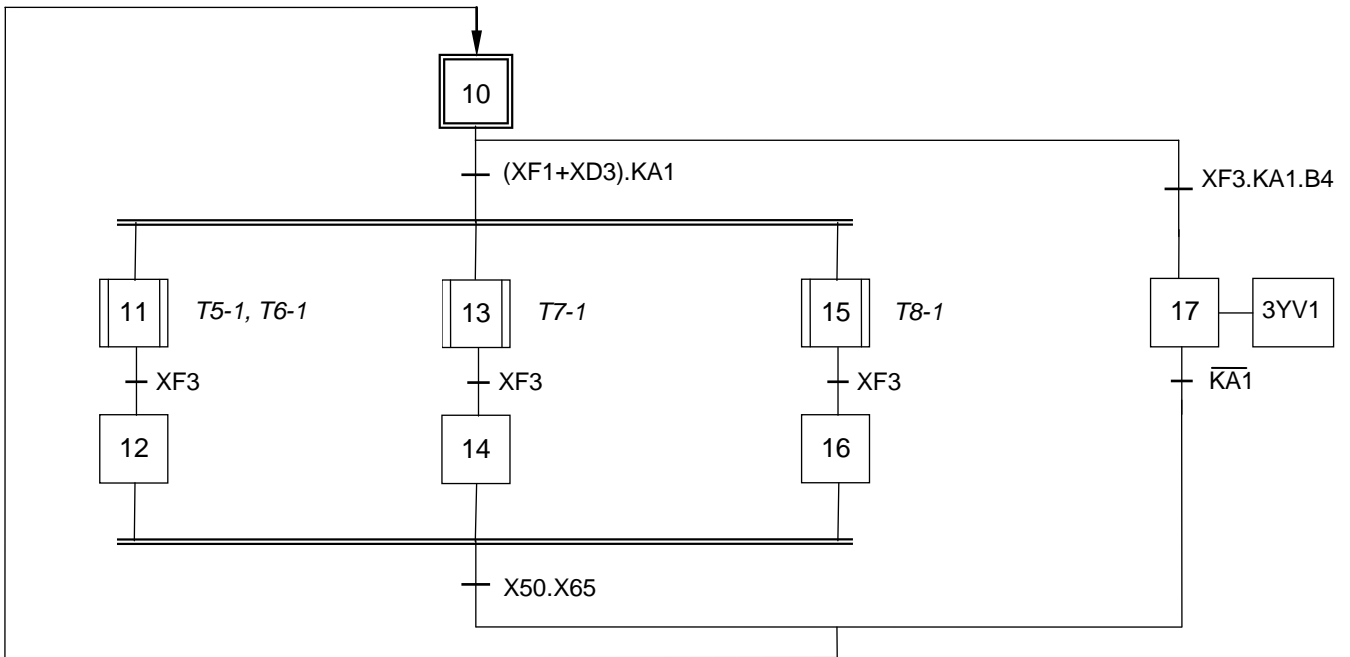 10
(XF1+XD3).KA1
XF3.KA1.B4
11
T5-1, T6-1
13
T7-1
15
T8-1
17
3YV1
XF3
XF3
XF3
K̅A̅1̅
12
14
16
X50.X65